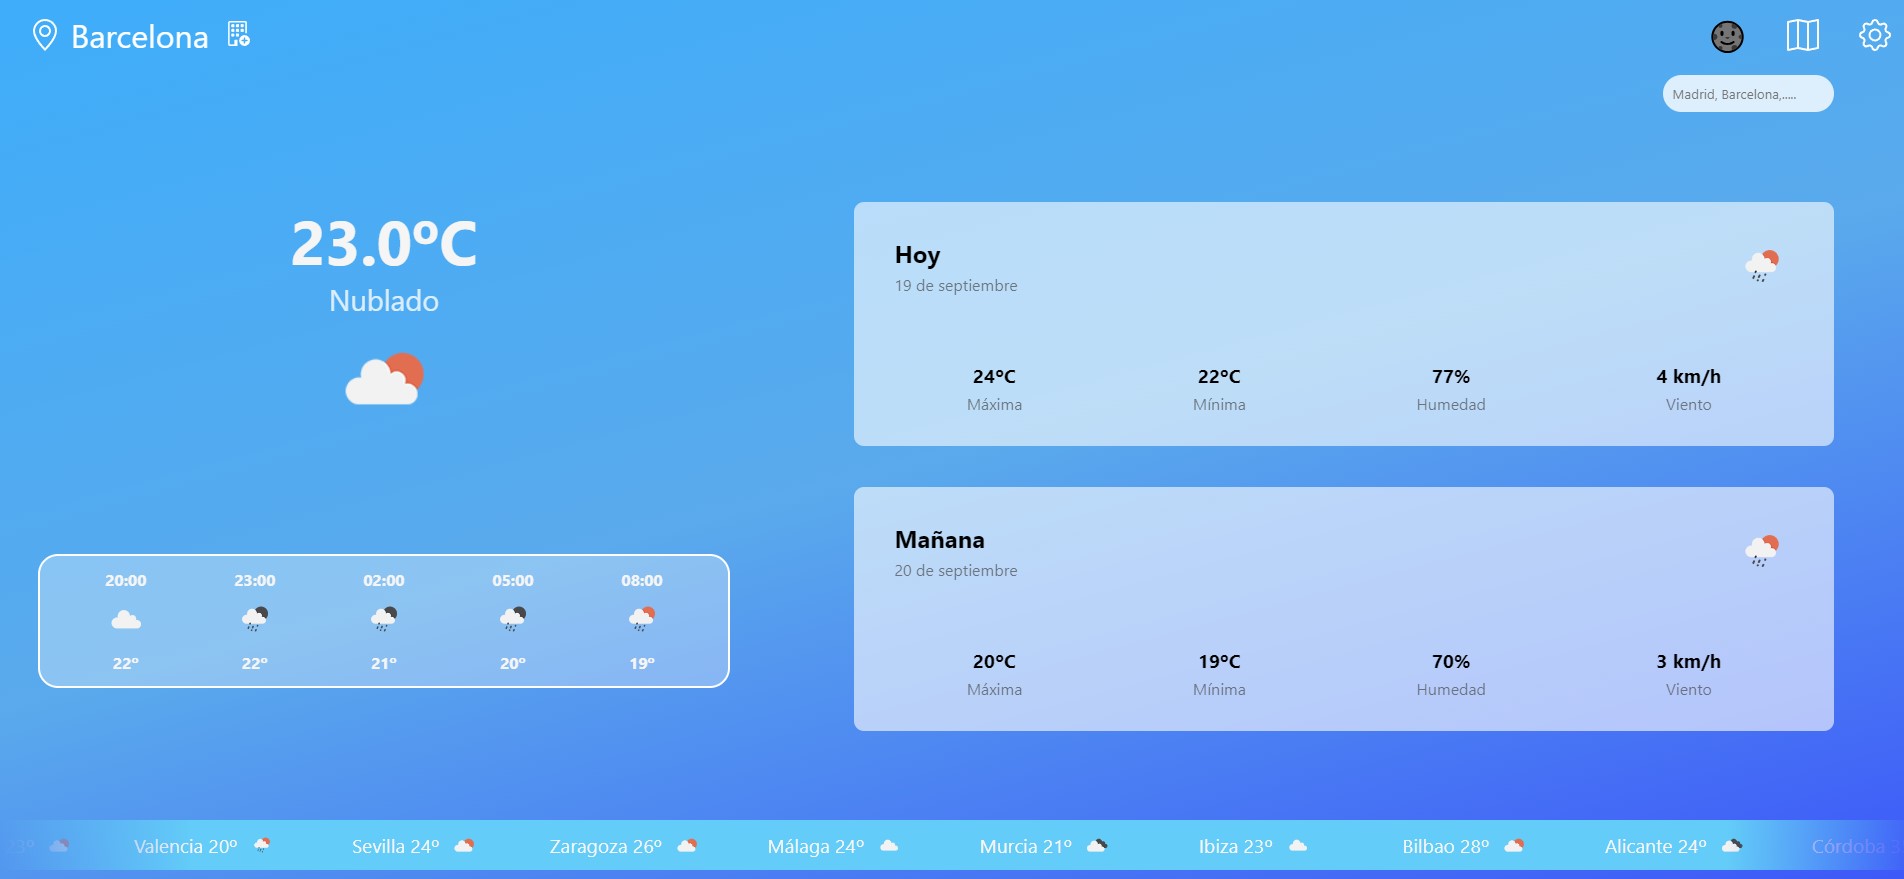 Barcelona
Madrid, Barcelona,.....
23.0ºC
Nublado
20:00 23:00 02:00 05:00 08:00
22º 22º 21º 20º 19º
Hoy
19 de septiembre
24ºC 22ºC 77% 4 km/h
Máxima Mínima Humedad Viento
Mañana
20 de septiembre
20ºC 19ºC 70% 3 km/h
Máxima Mínima Humedad Viento
23º Valencia 20º Sevilla 24º Zaragoza 26º Málaga 24º Murcia 21º Ibiza 23º Bilbao 28º Alicante 24º Córdoba